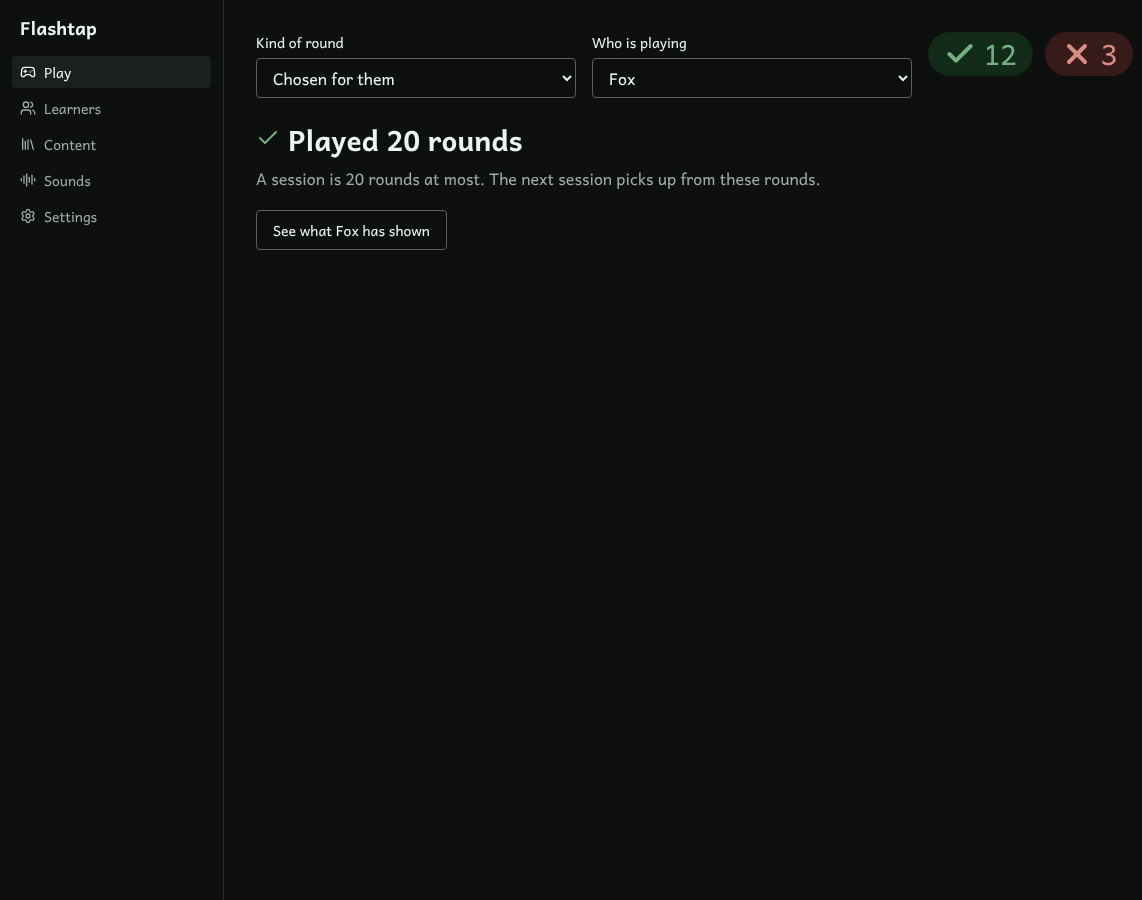 Flashtap
Play
Learners
Content
Sounds
Settings
Kind of round
Chosen for them
Who is playing
Fox
12
3
Played 20 rounds
A session is 20 rounds at most. The next session picks up from these rounds.
See what Fox has shown